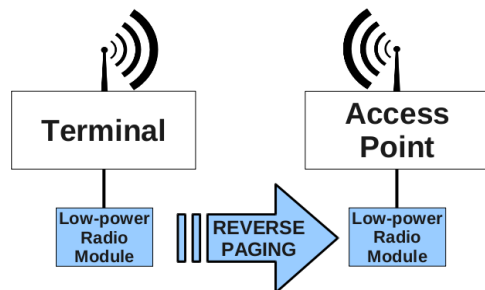 Terminal
Access
Point
Low-power
Radio
Module
REVERSE
PAGING
Low-power
Radio
Module